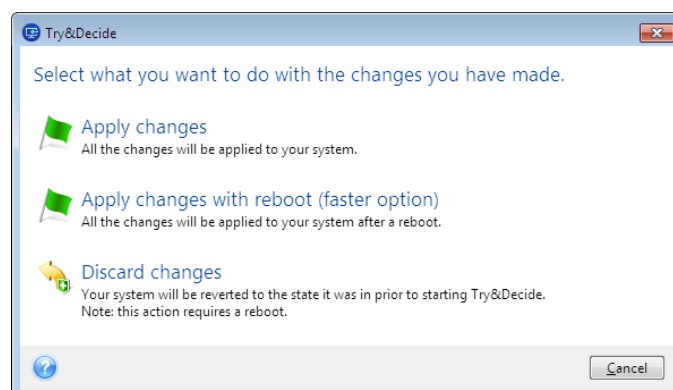 Try&Decide
Select what you want to do with the changes you have made.
Apply changes
All the changes will be applied to your system.
Apply changes with reboot (faster option)
All the changes will be applied to your system after a reboot.
Discard changes
Your system will be reverted to the state it was in prior to starting Try&Decide.
Note: this action requires a reboot.
?
Cancel